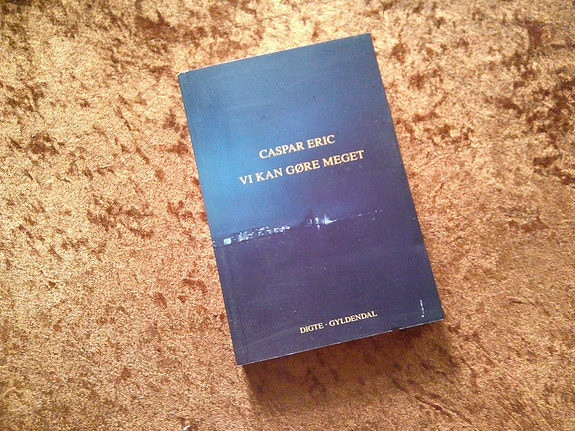 CASPAR ERIC
VI KAN GØRE MEGET
DIGTE · GYLDENDAL